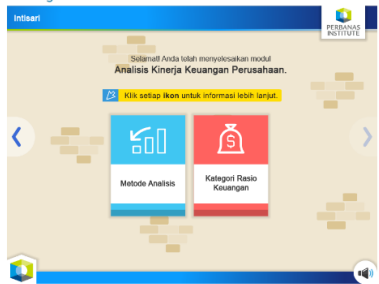 Intisari
PERBANAS
INSTITUTE
Selamat! Anda telah menyelesaikan modul
Analisis Kinerja Keuangan Perusahaan.
Klik setiap ikon untuk informasi lebih lanjut.
Metode Analisis
Kategori Rasio
Keuangan